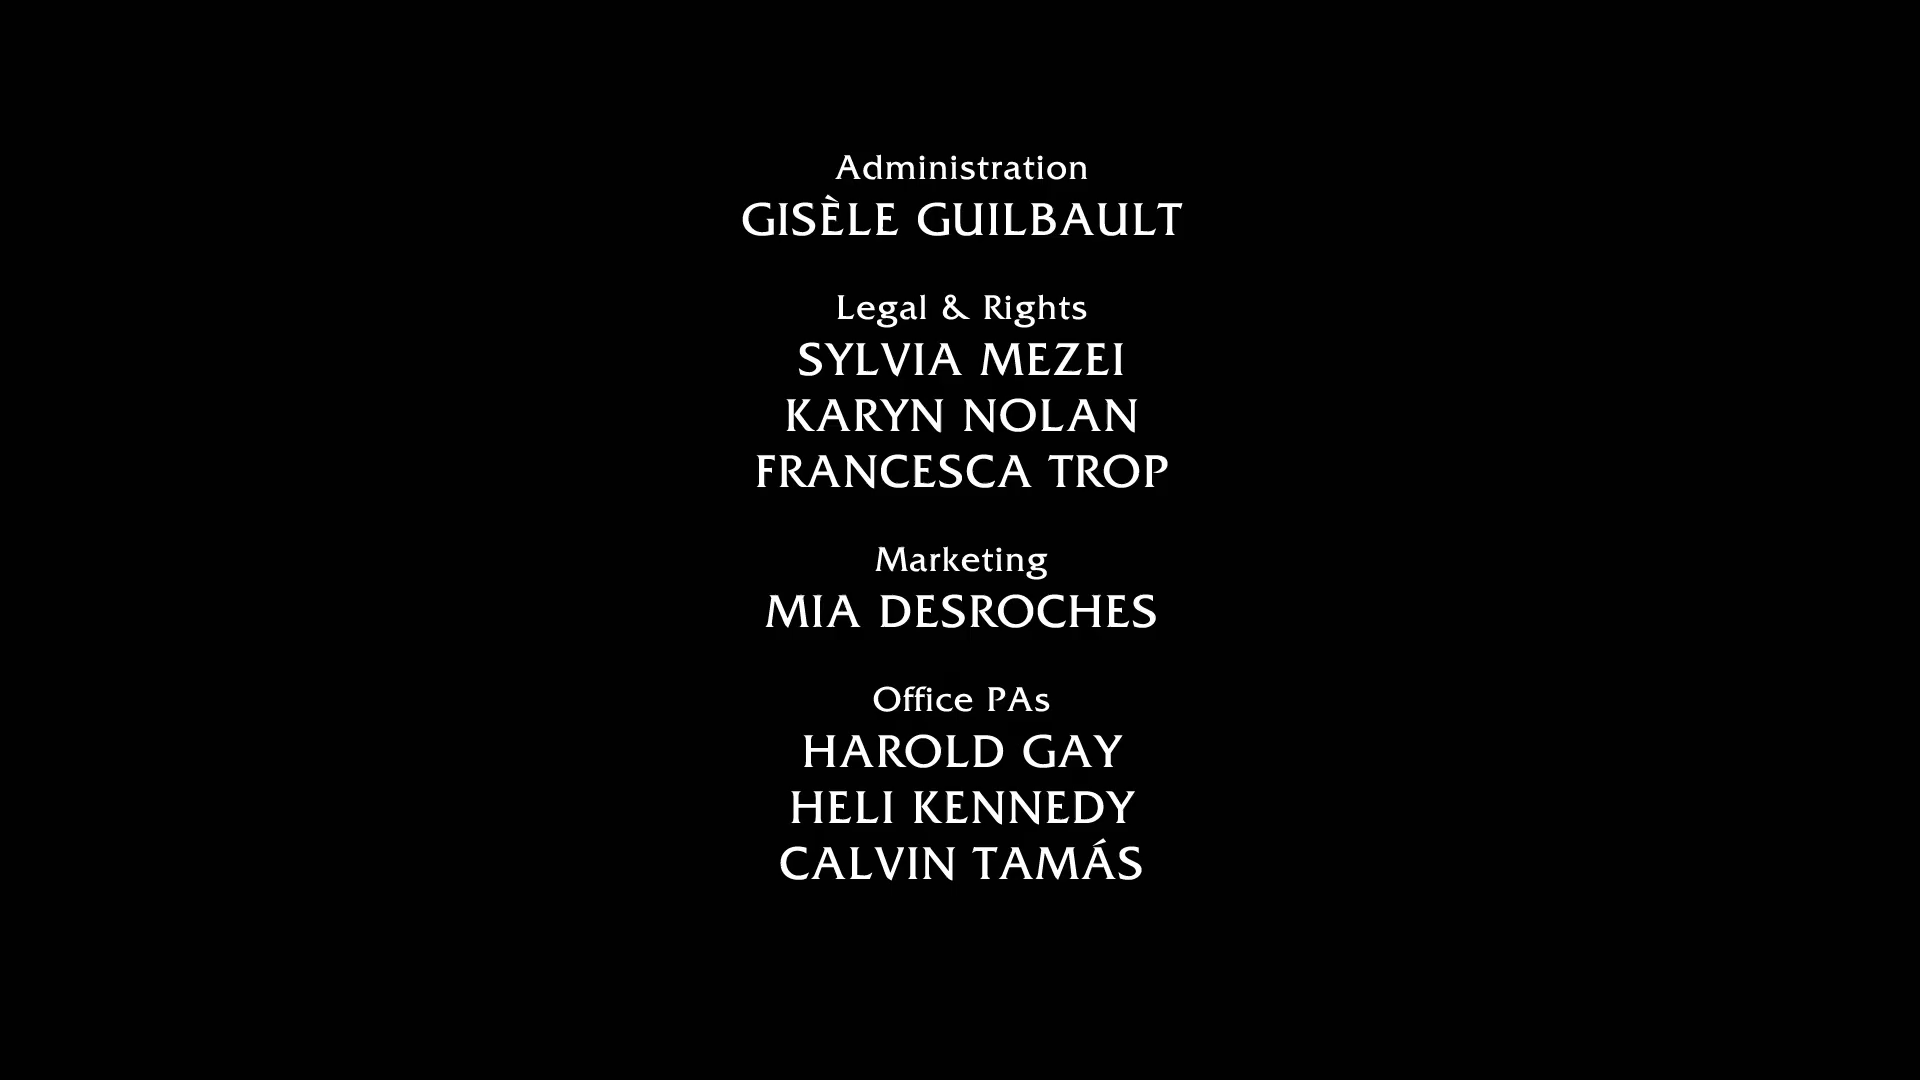 Administration
GISÈLE GUILBAULT
Legal & Rights
SYLVIA MEZEI
KARYN NOLAN
FRANCESCA TROP
Marketing
MIA DESROCHES
Office PAs
HAROLD GAY
HELI KENNEDY
CALVIN TAMÁS